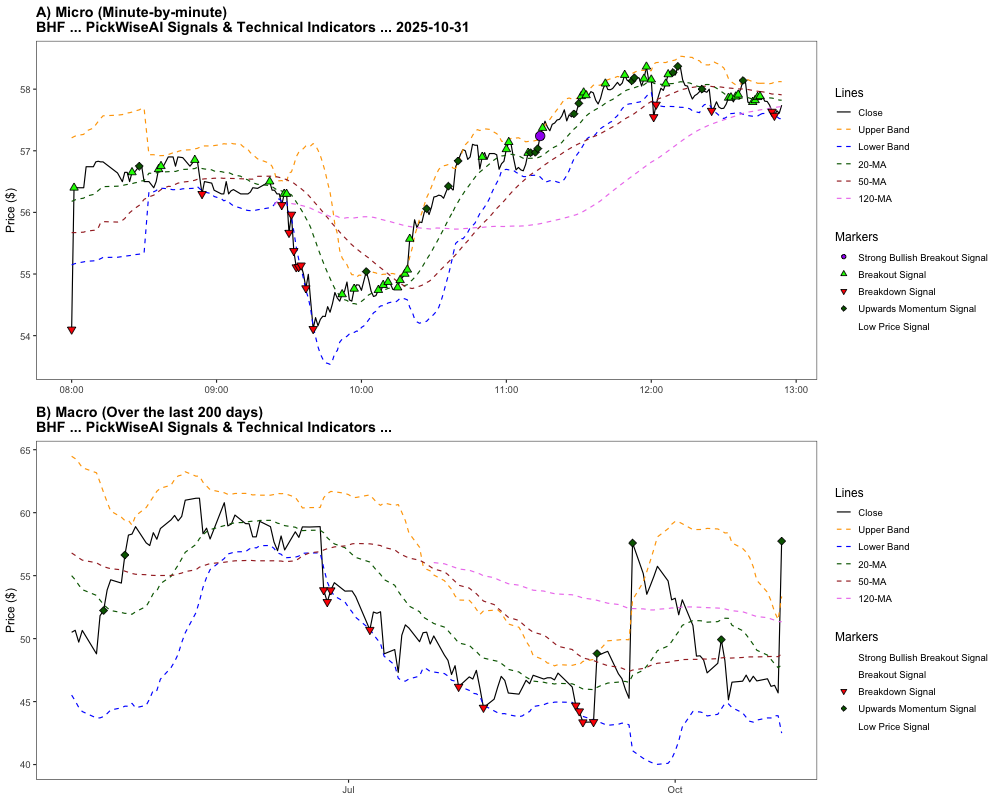 A) Micro (Minute-by-minute)
BHF ... PickWiseAI Signals & Technical Indicators ... 2025-10-31
Price ($)
58
57
56
55
54
08:00
09:00
10:00
11:00
12:00
13:00
Lines
Close
Upper Band
Lower Band
20-MA
50-MA
120-MA
Markers
Strong Bullish Breakout Signal
Breakout Signal
Breakdown Signal
Upwards Momentum Signal
Low Price Signal
B) Macro (Over the last 200 days)
BHF ... PickWiseAI Signals & Technical Indicators ...
Price ($)
65
60
55
50
45
40
Jul
Oct
Lines
Close
Upper Band
Lower Band
20-MA
50-MA
120-MA
Markers
Strong Bullish Breakout Signal
Breakout Signal
Breakdown Signal
Upwards Momentum Signal
Low Price Signal